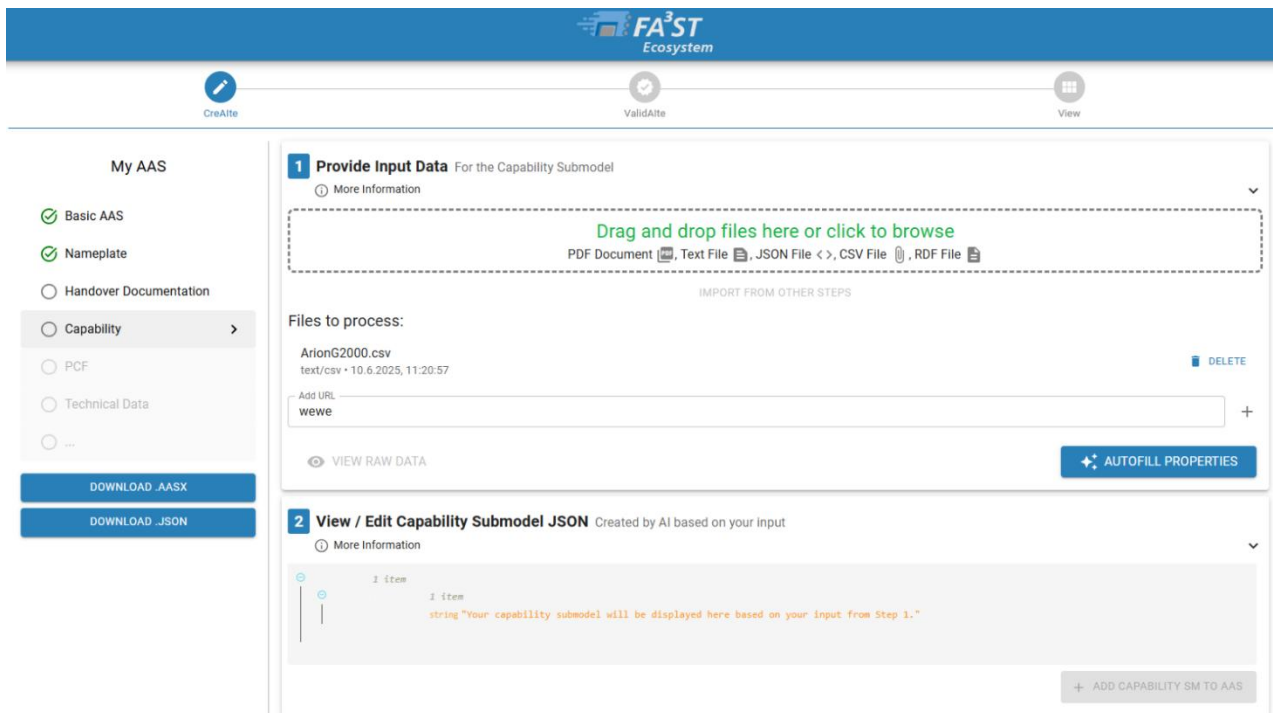 FA³ST
Ecosystem
CreAIte
ValidAIte
View
My AAS
Basic AAS
Nameplate
Handover Documentation
Capability
PCF
Technical Data
...
DOWNLOAD .AASX
DOWNLOAD .JSON
1 Provide Input Data For the Capability Submodel
More Information
Drag and drop files here or click to browse
PDF Document PDF, Text File, JSON File <>, CSV File, RDF File
IMPORT FROM OTHER STEPS
Files to process:
ArionG2000.csv
text/csv • 10.6.2025, 11:20:57
DELETE
Add URL
wewe
+
VIEW RAW DATA
AUTOFILL PROPERTIES
2 View / Edit Capability Submodel JSON Created by AI based on your input
More Information
1 item
1 item
string "Your capability submodel will be displayed here based on your input from Step 1."
+ ADD CAPABILITY SM TO AAS